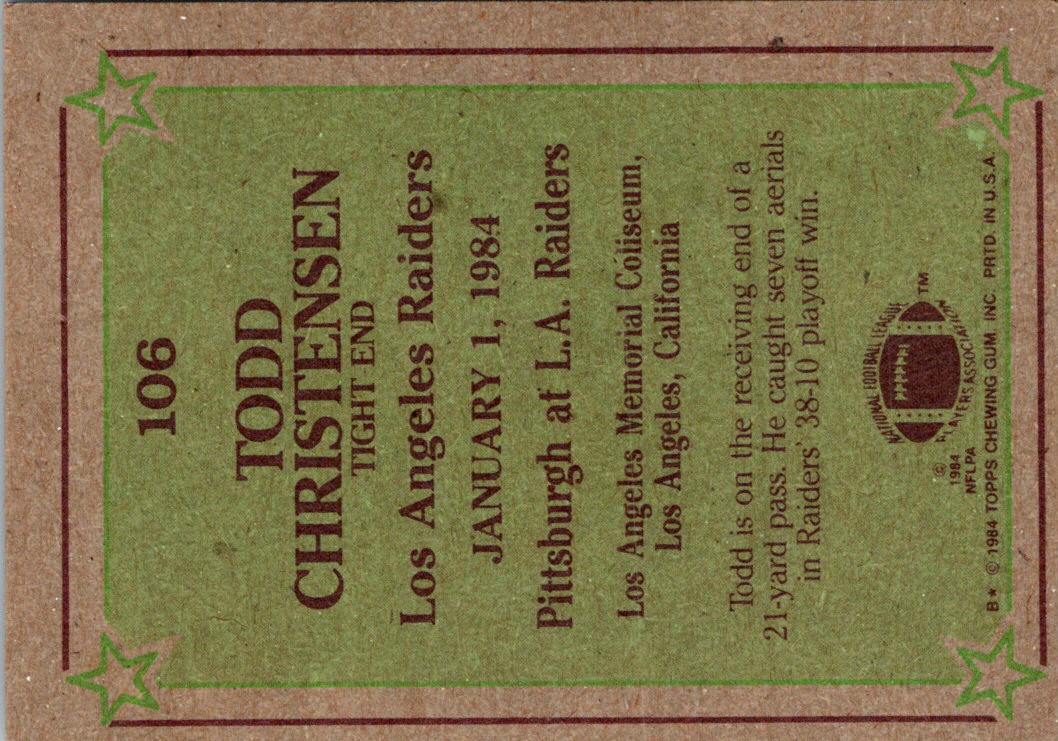 106
TODD
CHRISTENSEN
TIGHT END
Los Angeles Raiders
JANUARY 1, 1984
Pittsburgh at L.A. Raiders
Los Angeles Memorial Coliseum,
Los Angeles, California
Todd is on the receiving end of a
21-yard pass. He caught seven aerials
in Raiders' 38-10 playoff win.
NATIONAL FOOTBALL LEAGUE
PLAYERS ASSOCIATION
TM
©
1984
NFLPA
B★ © 1984 TOPPS CHEWING GUM INC. PRTD. IN U.S.A.